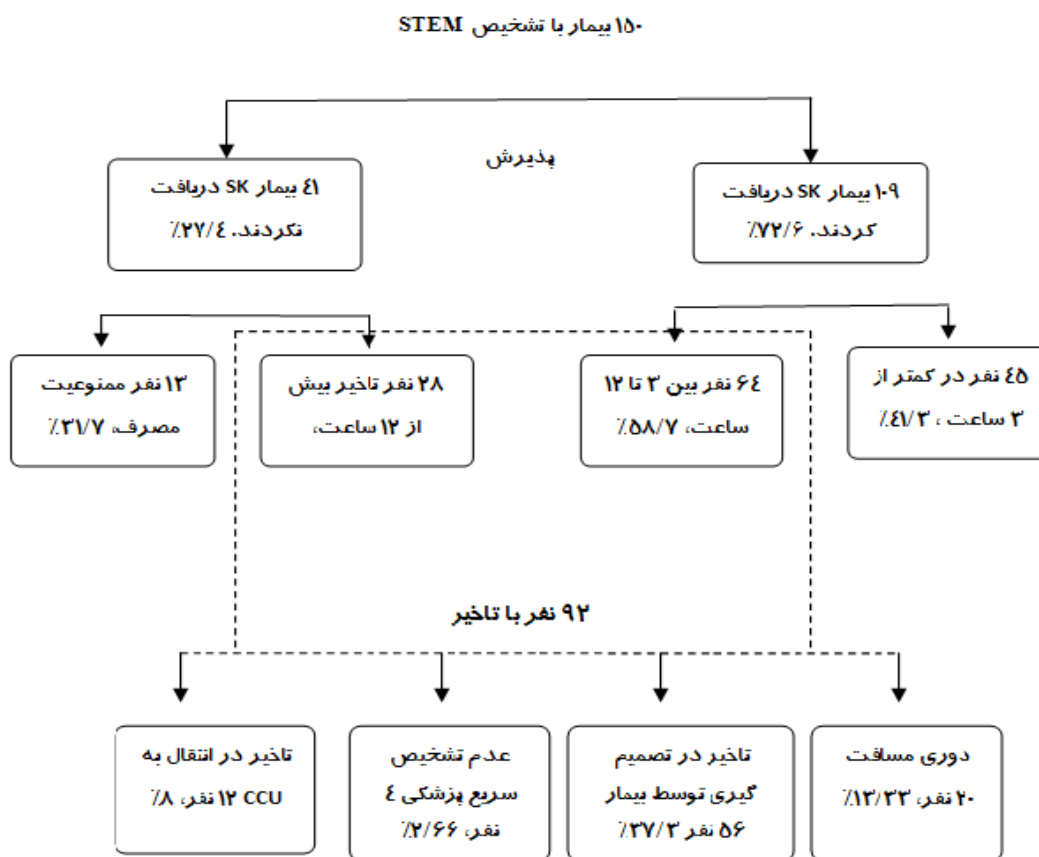 ۱۵۰ بیمار با تشخیص STEM
پذیرش
۱۰۹ بیمار SK دریافت
کردند. ۷۲/۶٪
۴۱ بیمار SK دریافت
نکردند. ۲۷/۴٪
۴۵ نفر در کمتر از
۳ ساعت ، ۴۱/۳٪
۶۴ نفر بین ۳ تا ۱۲
ساعت، ۵۸/۷٪
۲۸ نفر تاخیر بیش
از ۱۲ ساعت،
۱۳ نفر ممنوعیت
مصرف، ۳۱/۷٪
۹۲ نفر با تاخیر
دوری مسافت
۲۰ نفر، ۱۳/۳۳٪
تاخیر در تصمیم
گیری توسط بیمار
۵۶ نفر ۳۷/۳٪
عدم تشخیص
سریع پزشکی ۴
نفر، ۲/۶۶٪
تاخیر در انتقال به
CCU ۱۲ نفر، ۸٪